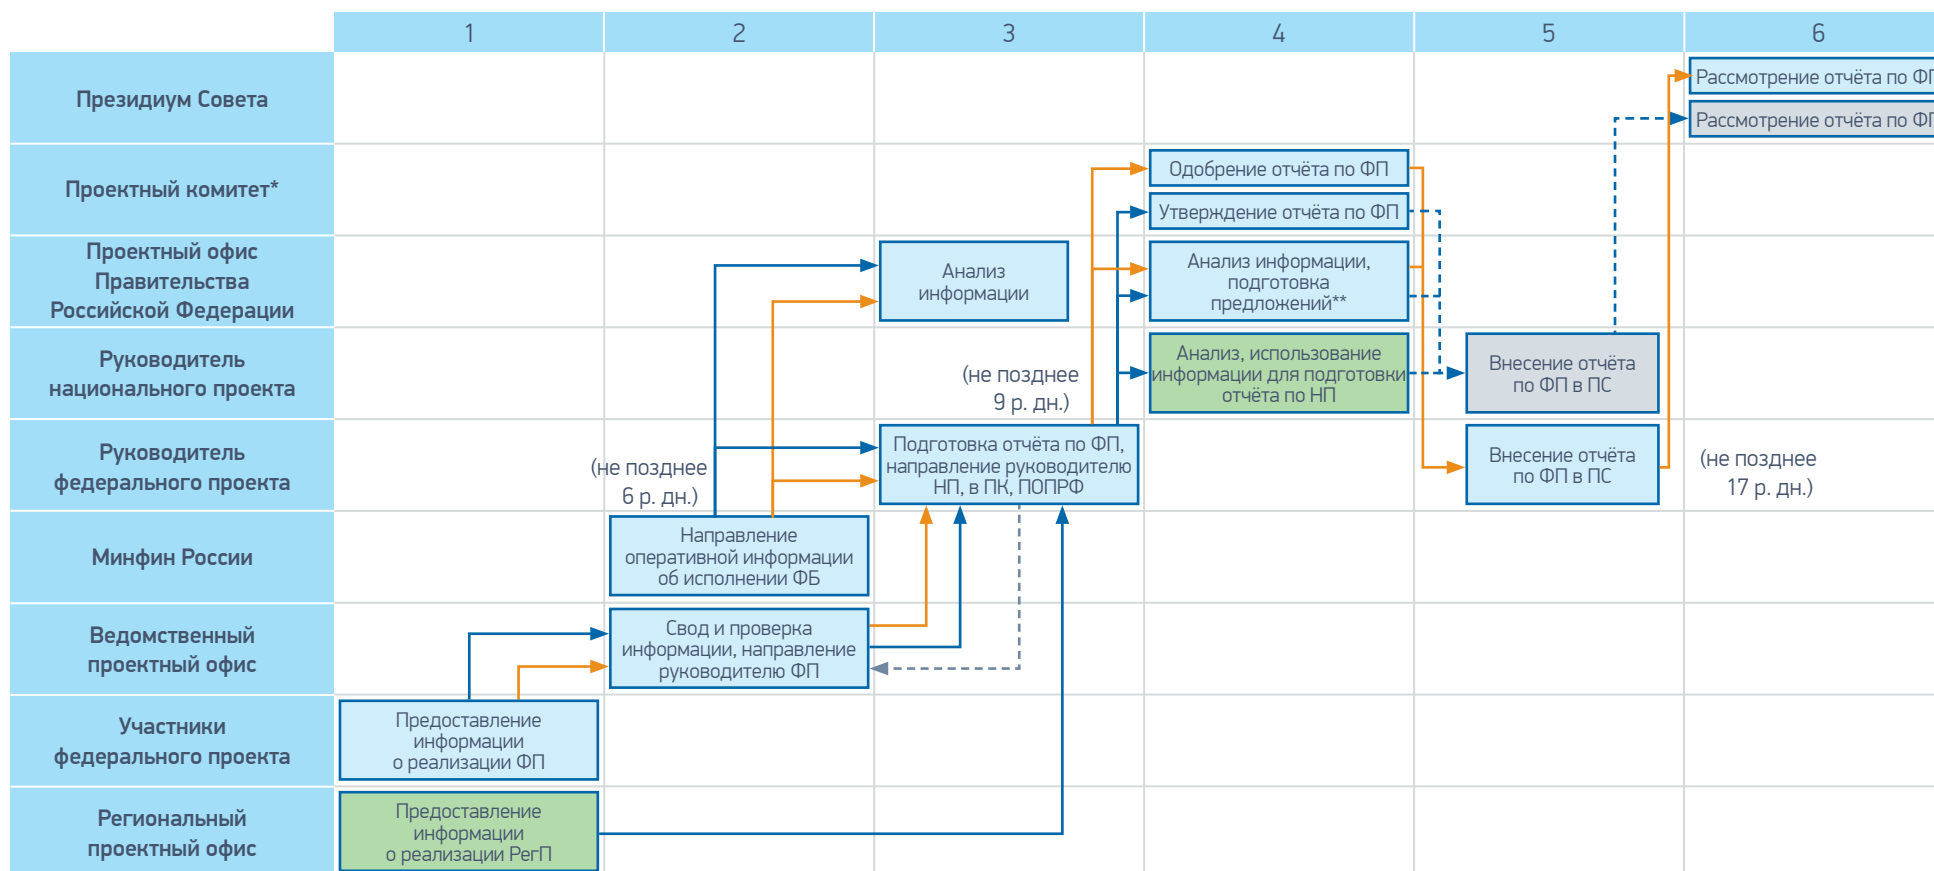 1
2
3
4
5
6
Президиум Совета
Рассмотрение отчёта по ФП
Рассмотрение отчёта по ФП
Проектный комитет*
Одобрение отчёта по ФП
Утверждение отчёта по ФП
Проектный офис
Правительства
Российской Федерации
Анализ
информации
Анализ информации,
подготовка
предложений**
Руководитель
национального проекта
(не позднее
9 р. дн.)
Анализ, использование
информации для подготовки
отчёта по НП
Внесение отчёта
по ФП в ПС
Руководитель
федерального проекта
(не позднее
6 р. дн.)
Подготовка отчёта по ФП,
направление руководителю
НП, в ПК, ПОПРФ
Внесение отчёта
по ФП в ПС
(не позднее
17 р. дн.)
Минфин России
Направление
оперативной информации
об исполнении ФБ
Ведомственный
проектный офис
Свод и проверка
информации, направление
руководителю ФП
Участники
федерального проекта
Предоставление
информации
о реализации ФП
Региональный
проектный офис
Предоставление
информации
о реализации РегП